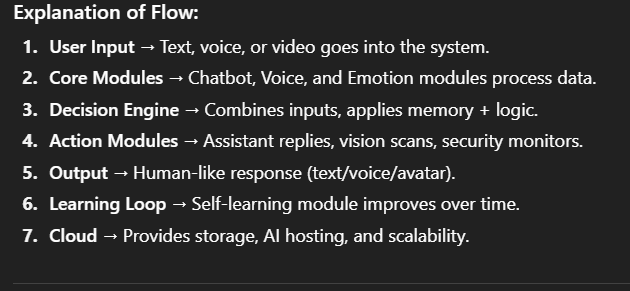 Explanation of Flow:
1. User Input → Text, voice, or video goes into the system.
2. Core Modules → Chatbot, Voice, and Emotion modules process data.
3. Decision Engine → Combines inputs, applies memory + logic.
4. Action Modules → Assistant replies, vision scans, security monitors.
5. Output → Human-like response (text/voice/avatar).
6. Learning Loop → Self-learning module improves over time.
7. Cloud → Provides storage, AI hosting, and scalability.